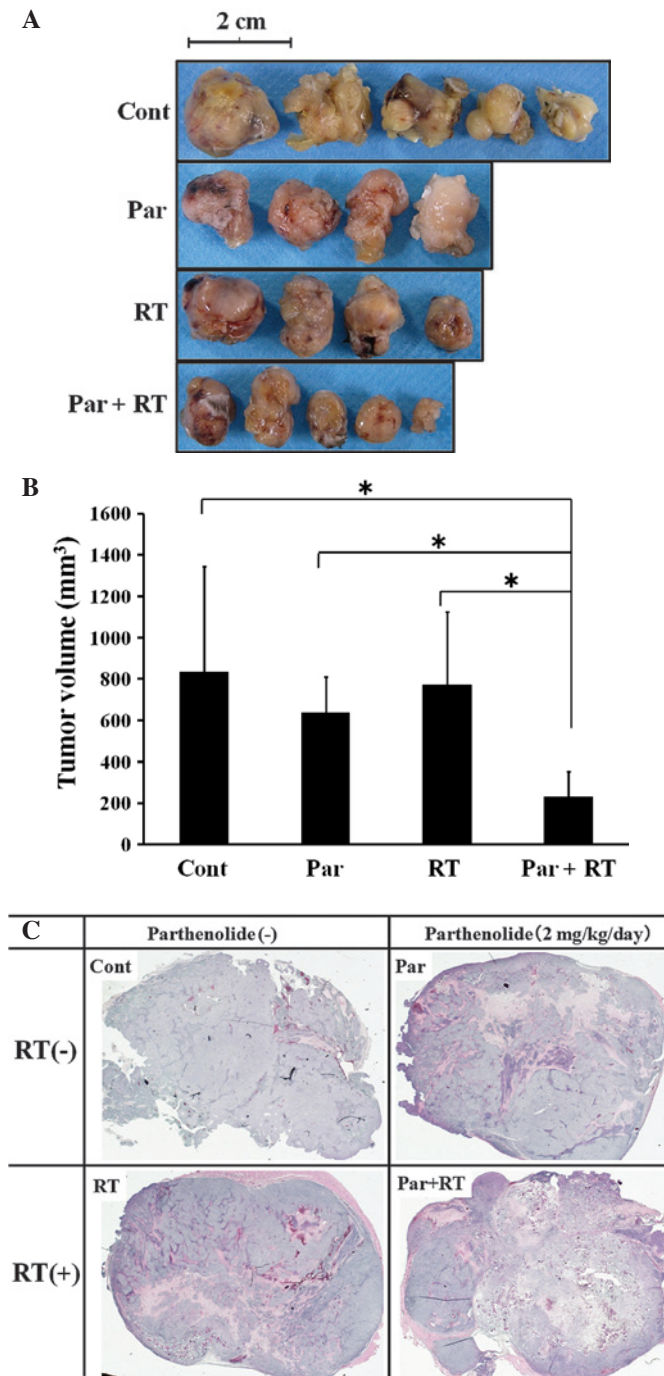 A
2 cm
Cont
Par
RT
Par + RT
B
Tumor volume (mm³)
1600
1400
1200
1000
800
600
400
200
0
*
*
*
Cont Par RT Par + RT
C
Parthenolide (-) Parthenolide (2 mg/kg/day)
RT(-)
Cont Par
RT(+)
RT Par+RT